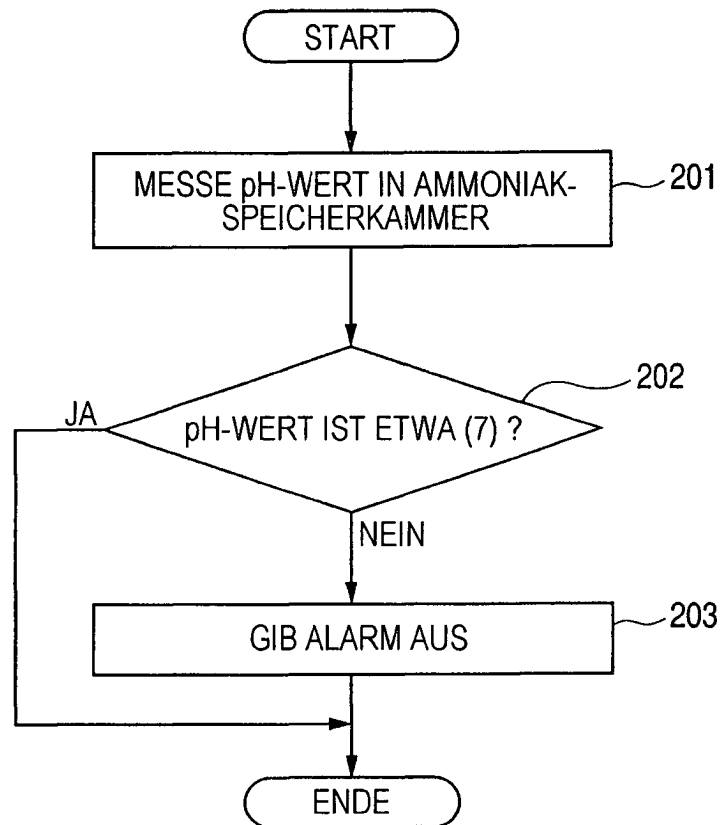 START
MESSE pH-WERT IN AMMONIAK-
SPEICHERKAMMER
201
202
JA
pH-WERT IST ETWA (7) ?
NEIN
GIB ALARM AUS
203
ENDE